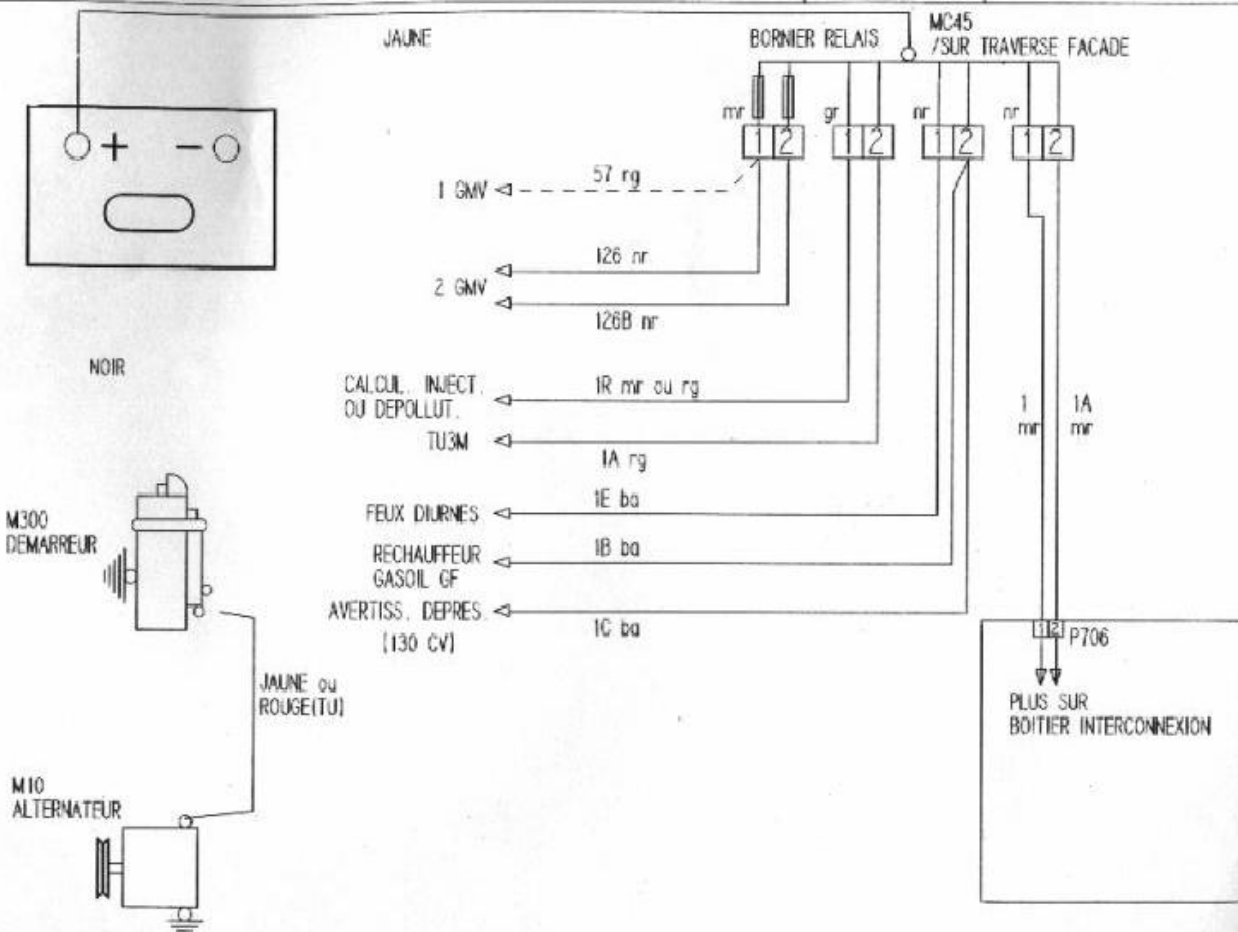 JAUNE
BORNIER RELAIS
MC45
/SUR TRAVERSE FACADE
+ −
mr
1 2
gr
1 2
nr
1 2
nr
1 2
1 GMV
57 rg
126 nr
2 GMV
126B nr
NOIR
CALCUL. INJECT.
OU DEPOLLUT.
1R mr ou rg
TU3M
1A rg
1
mr
1A
mr
FEUX DIURNES
1E ba
RECHAUFFEUR
GASOIL GF
1B ba
AVERTISS. DEPRES.
(130 CV)
1C ba
M300
DEMARREUR
1 2 P706
PLUS SUR
BOITIER INTERCONNEXION
JAUNE ou
ROUGE(TU)
M10
ALTERNATEUR